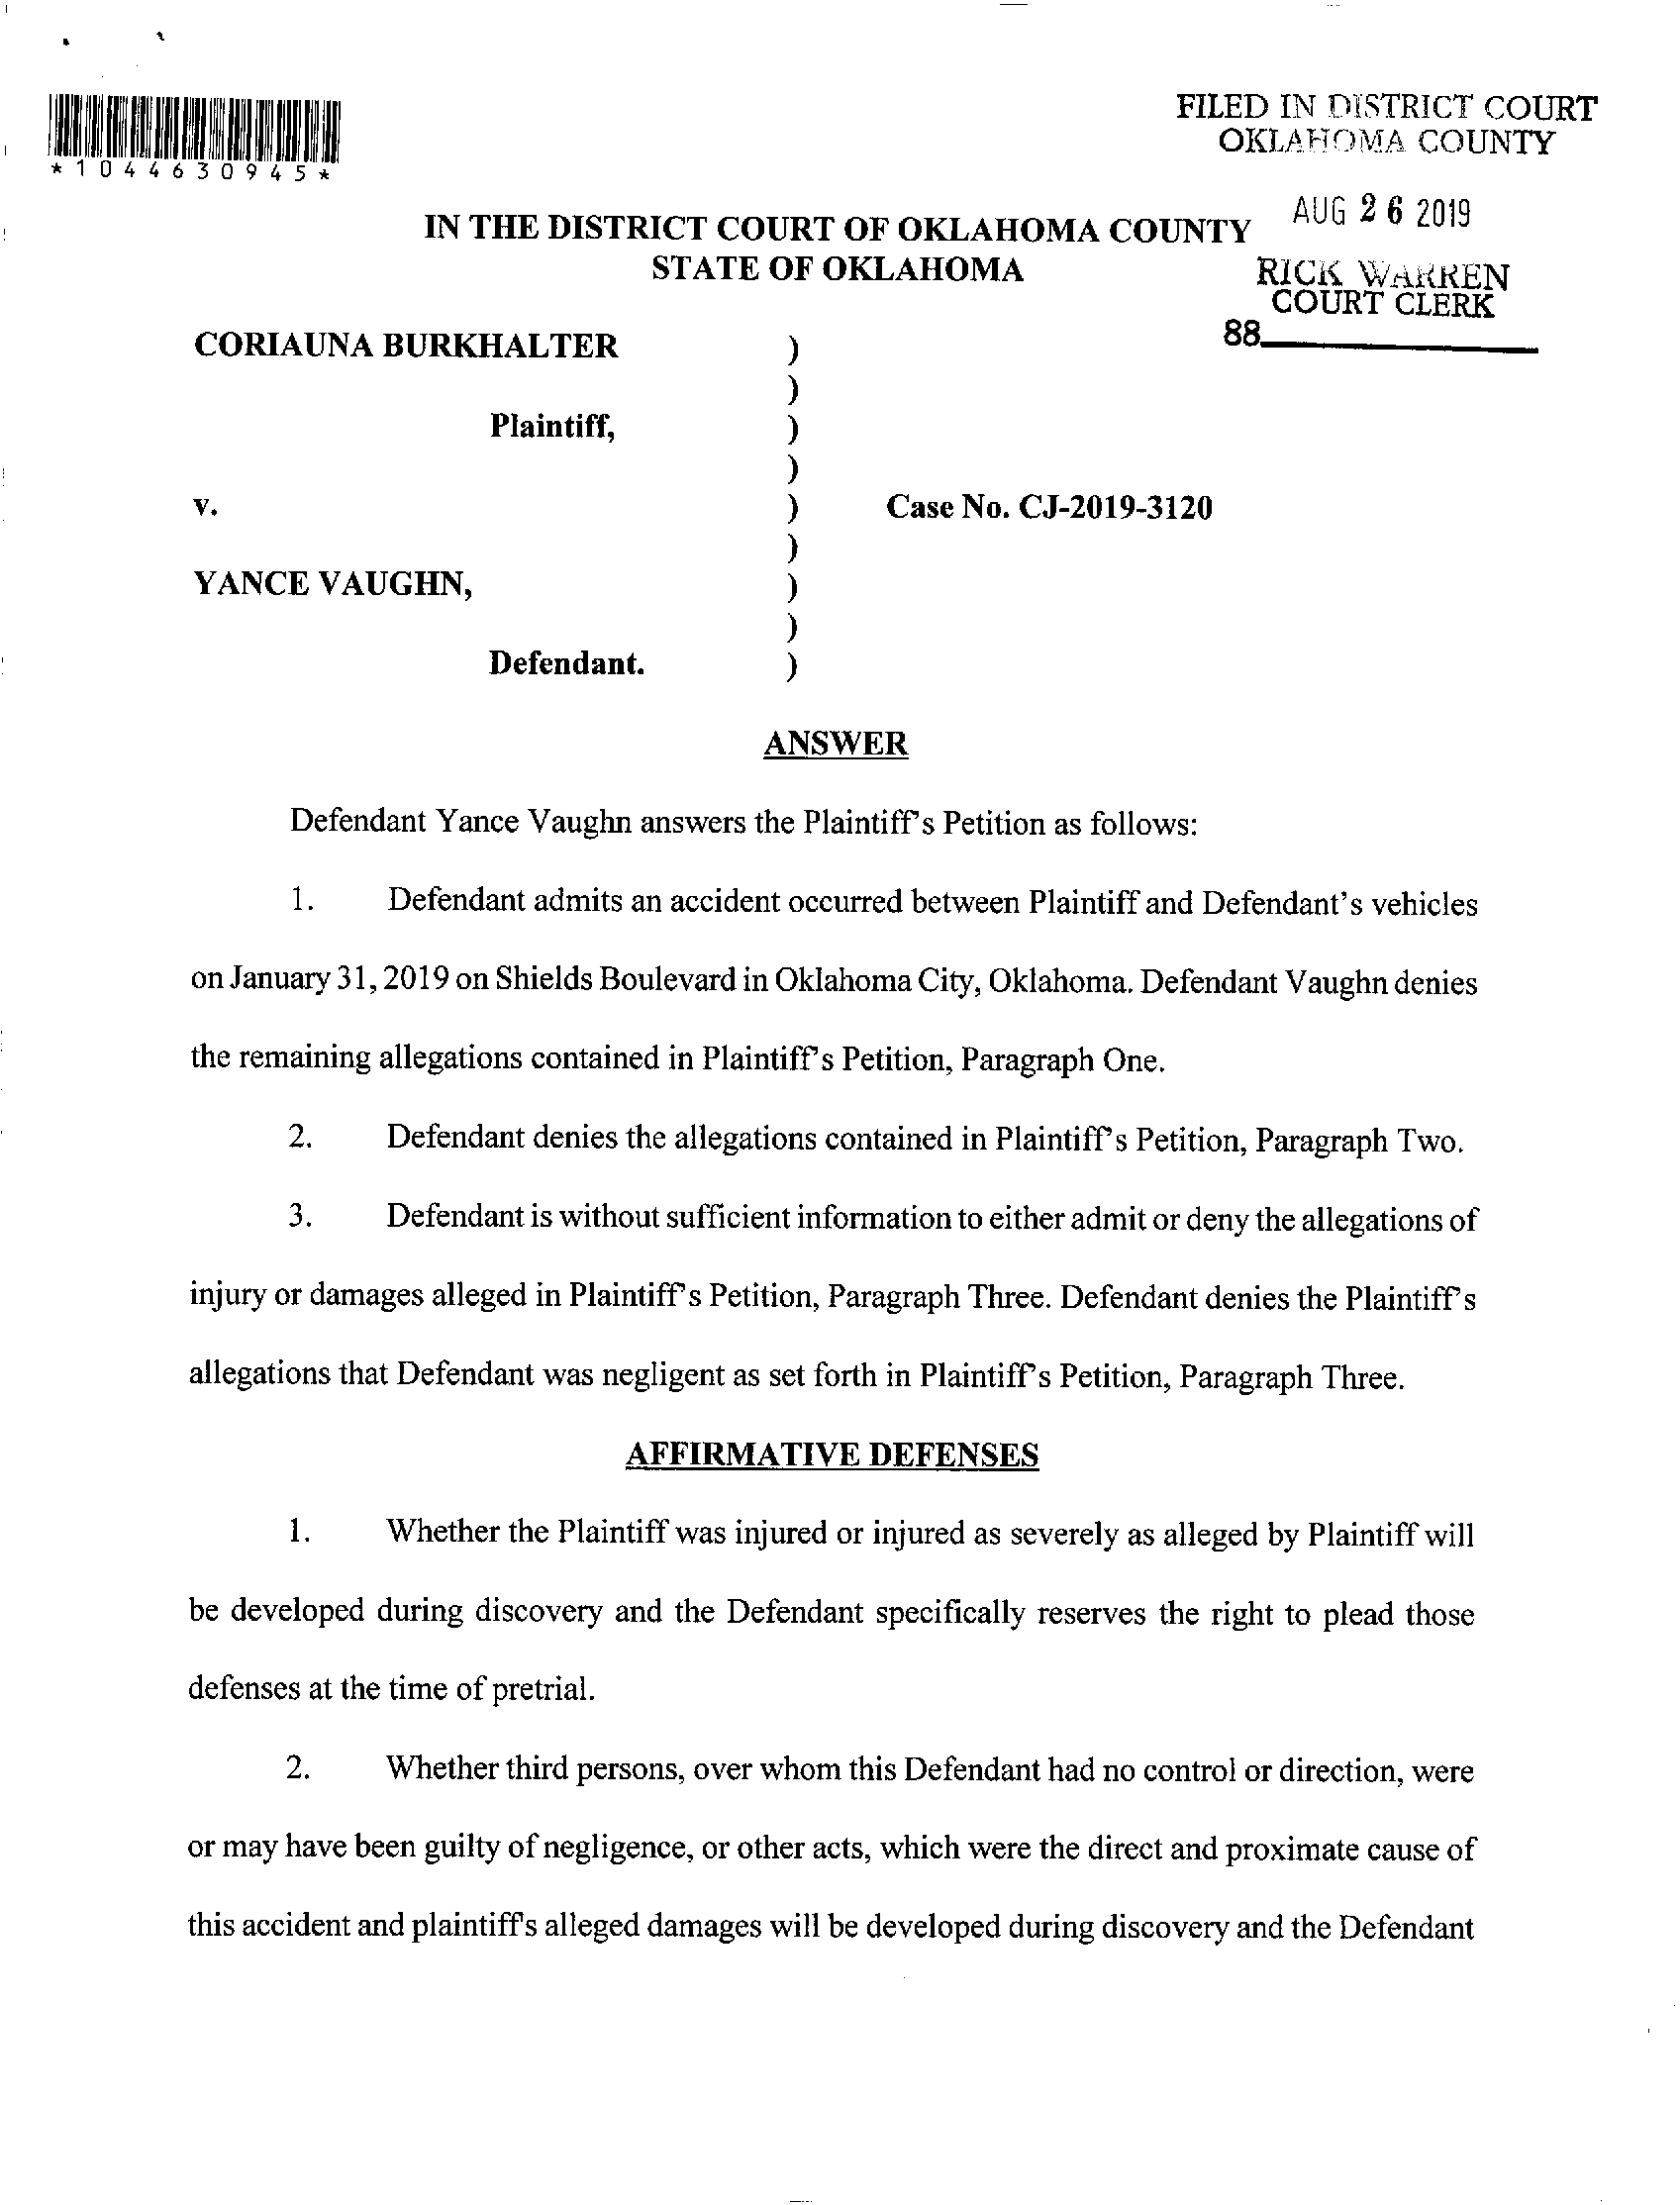 FILED IN DISTRICT COURT
OKLAHOMA COUNTY
*1044630945*
AUG 26 2019
IN THE DISTRICT COURT OF OKLAHOMA COUNTY
STATE OF OKLAHOMA
RICK WARREN
COURT CLERK
88
CORIAUNA BURKHALTER )
)
Plaintiff, )
)
v. ) Case No. CJ-2019-3120
)
YANCE VAUGHN, )
)
Defendant. )
ANSWER
Defendant Yance Vaughn answers the Plaintiff's Petition as follows:
1. Defendant admits an accident occurred between Plaintiff and Defendant's vehicles
on January 31, 2019 on Shields Boulevard in Oklahoma City, Oklahoma. Defendant Vaughn denies
the remaining allegations contained in Plaintiff's Petition, Paragraph One.
2. Defendant denies the allegations contained in Plaintiff's Petition, Paragraph Two.
3. Defendant is without sufficient information to either admit or deny the allegations of
injury or damages alleged in Plaintiff's Petition, Paragraph Three. Defendant denies the Plaintiff's
allegations that Defendant was negligent as set forth in Plaintiff's Petition, Paragraph Three.
AFFIRMATIVE DEFENSES
1. Whether the Plaintiff was injured or injured as severely as alleged by Plaintiff will
be developed during discovery and the Defendant specifically reserves the right to plead those
defenses at the time of pretrial.
2. Whether third persons, over whom this Defendant had no control or direction, were
or may have been guilty of negligence, or other acts, which were the direct and proximate cause of
this accident and plaintiff's alleged damages will be developed during discovery and the Defendant